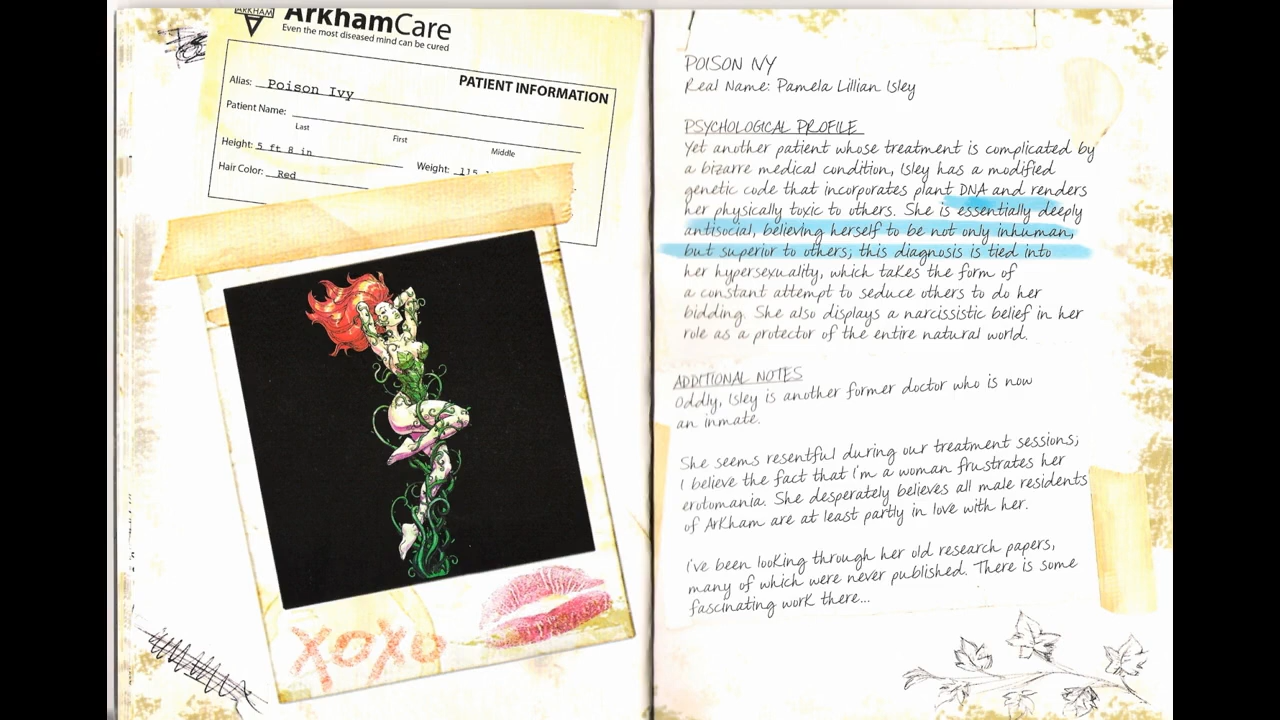 ARKHAM
ArkhamCare
Even the most diseased mind can be cured
PATIENT INFORMATION
Alias: Poison Ivy
Patient Name:
Last First Middle
Height: 5 ft 8 in Weight: 115
Hair Color: Red
XOXO
POISON IVY
Real Name: Pamela Lillian Isley
PSYCHOLOGICAL PROFILE
Yet another patient whose treatment is complicated by
a bizarre medical condition, Isley has a modified
genetic code that incorporates plant DNA and renders
her physically toxic to others. She is essentially deeply
antisocial, believing herself to be not only inhuman,
but superior to others; this diagnosis is tied into
her hypersexuality, which takes the form of
a constant attempt to seduce others to do her
bidding. She also displays a narcissistic belief in her
role as a protector of the entire natural world.
ADDITIONAL NOTES
Oddly, Isley is another former doctor who is now
an inmate.
She seems resentful during our treatment sessions;
I believe the fact that I'm a woman frustrates her
erotomania. She desperately believes all male residents
of Arkham are at least partly in love with her.
I've been looking through her old research papers,
many of which were never published. There is some
fascinating work there...